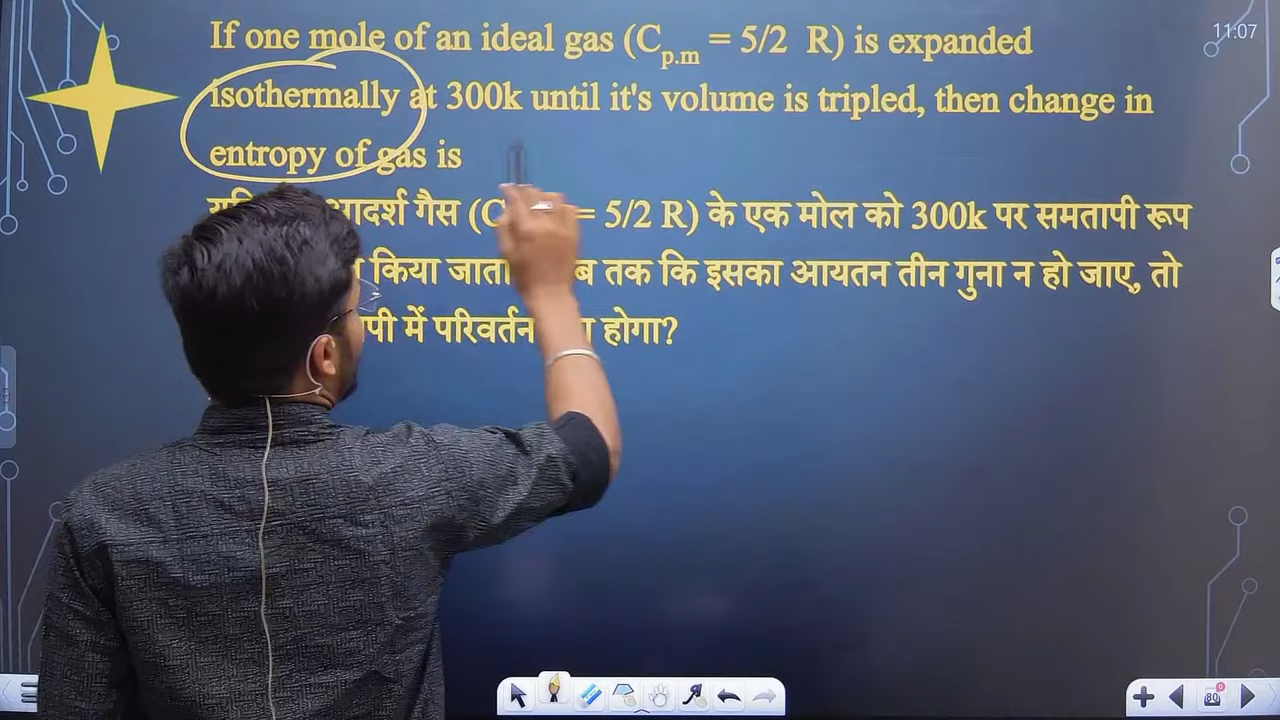 If one mole of an ideal gas (Cp.m = 5/2 R) is expanded
isothermally at 300k until it's volume is tripled, then change in
entropy of gas is
आदर्श गैस (C = 5/2 R) के एक मोल को 300k पर समतापी रूप
किया जाता तक कि इसका आयतन तीन गुना न हो जाए, तो
में परिवर्तन होगा?
11:07
80